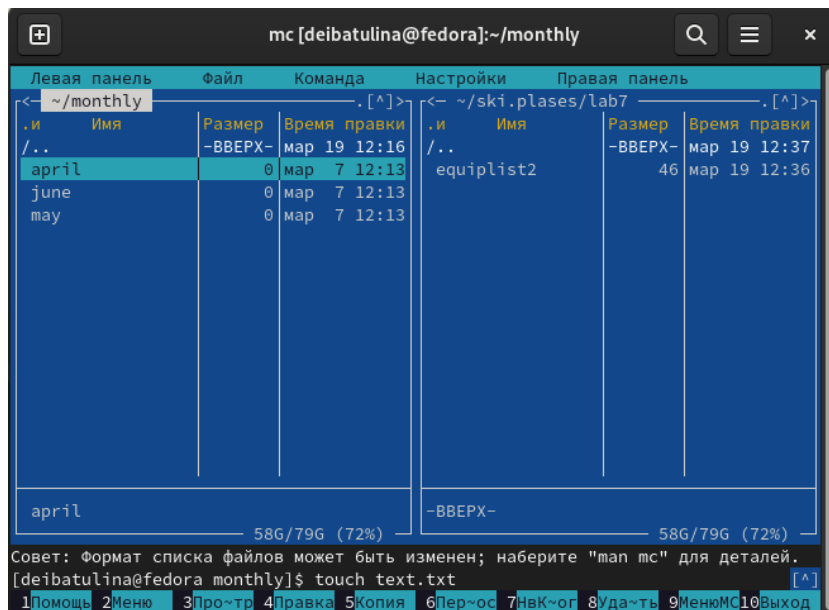 mc [deibatulina@fedora]:~/monthly
Левая панель Файл Команда Настройки Правая панель
<— ~/monthly .[^]>
.и Имя Размер Время правки
/.. -ВВЕРХ- мар 19 12:16
april 0 мар 7 12:13
june 0 мар 7 12:13
may 0 мар 7 12:13
april
58G/79G (72%)
<— ~/ski.plases/lab7 .[^]>
.и Имя Размер Время правки
/.. -ВВЕРХ- мар 19 12:37
equiplist2 46 мар 19 12:36
-ВВЕРХ-
58G/79G (72%)
Совет: Формат списка файлов может быть изменен; наберите "man mc" для деталей.
[deibatulina@fedora monthly]$ touch text.txt [^]
1Помощь 2Меню 3Про~тр 4Правка 5Копия 6Пер~ос 7НвК~ог 8Уда~ть 9МенюMC 10Выход